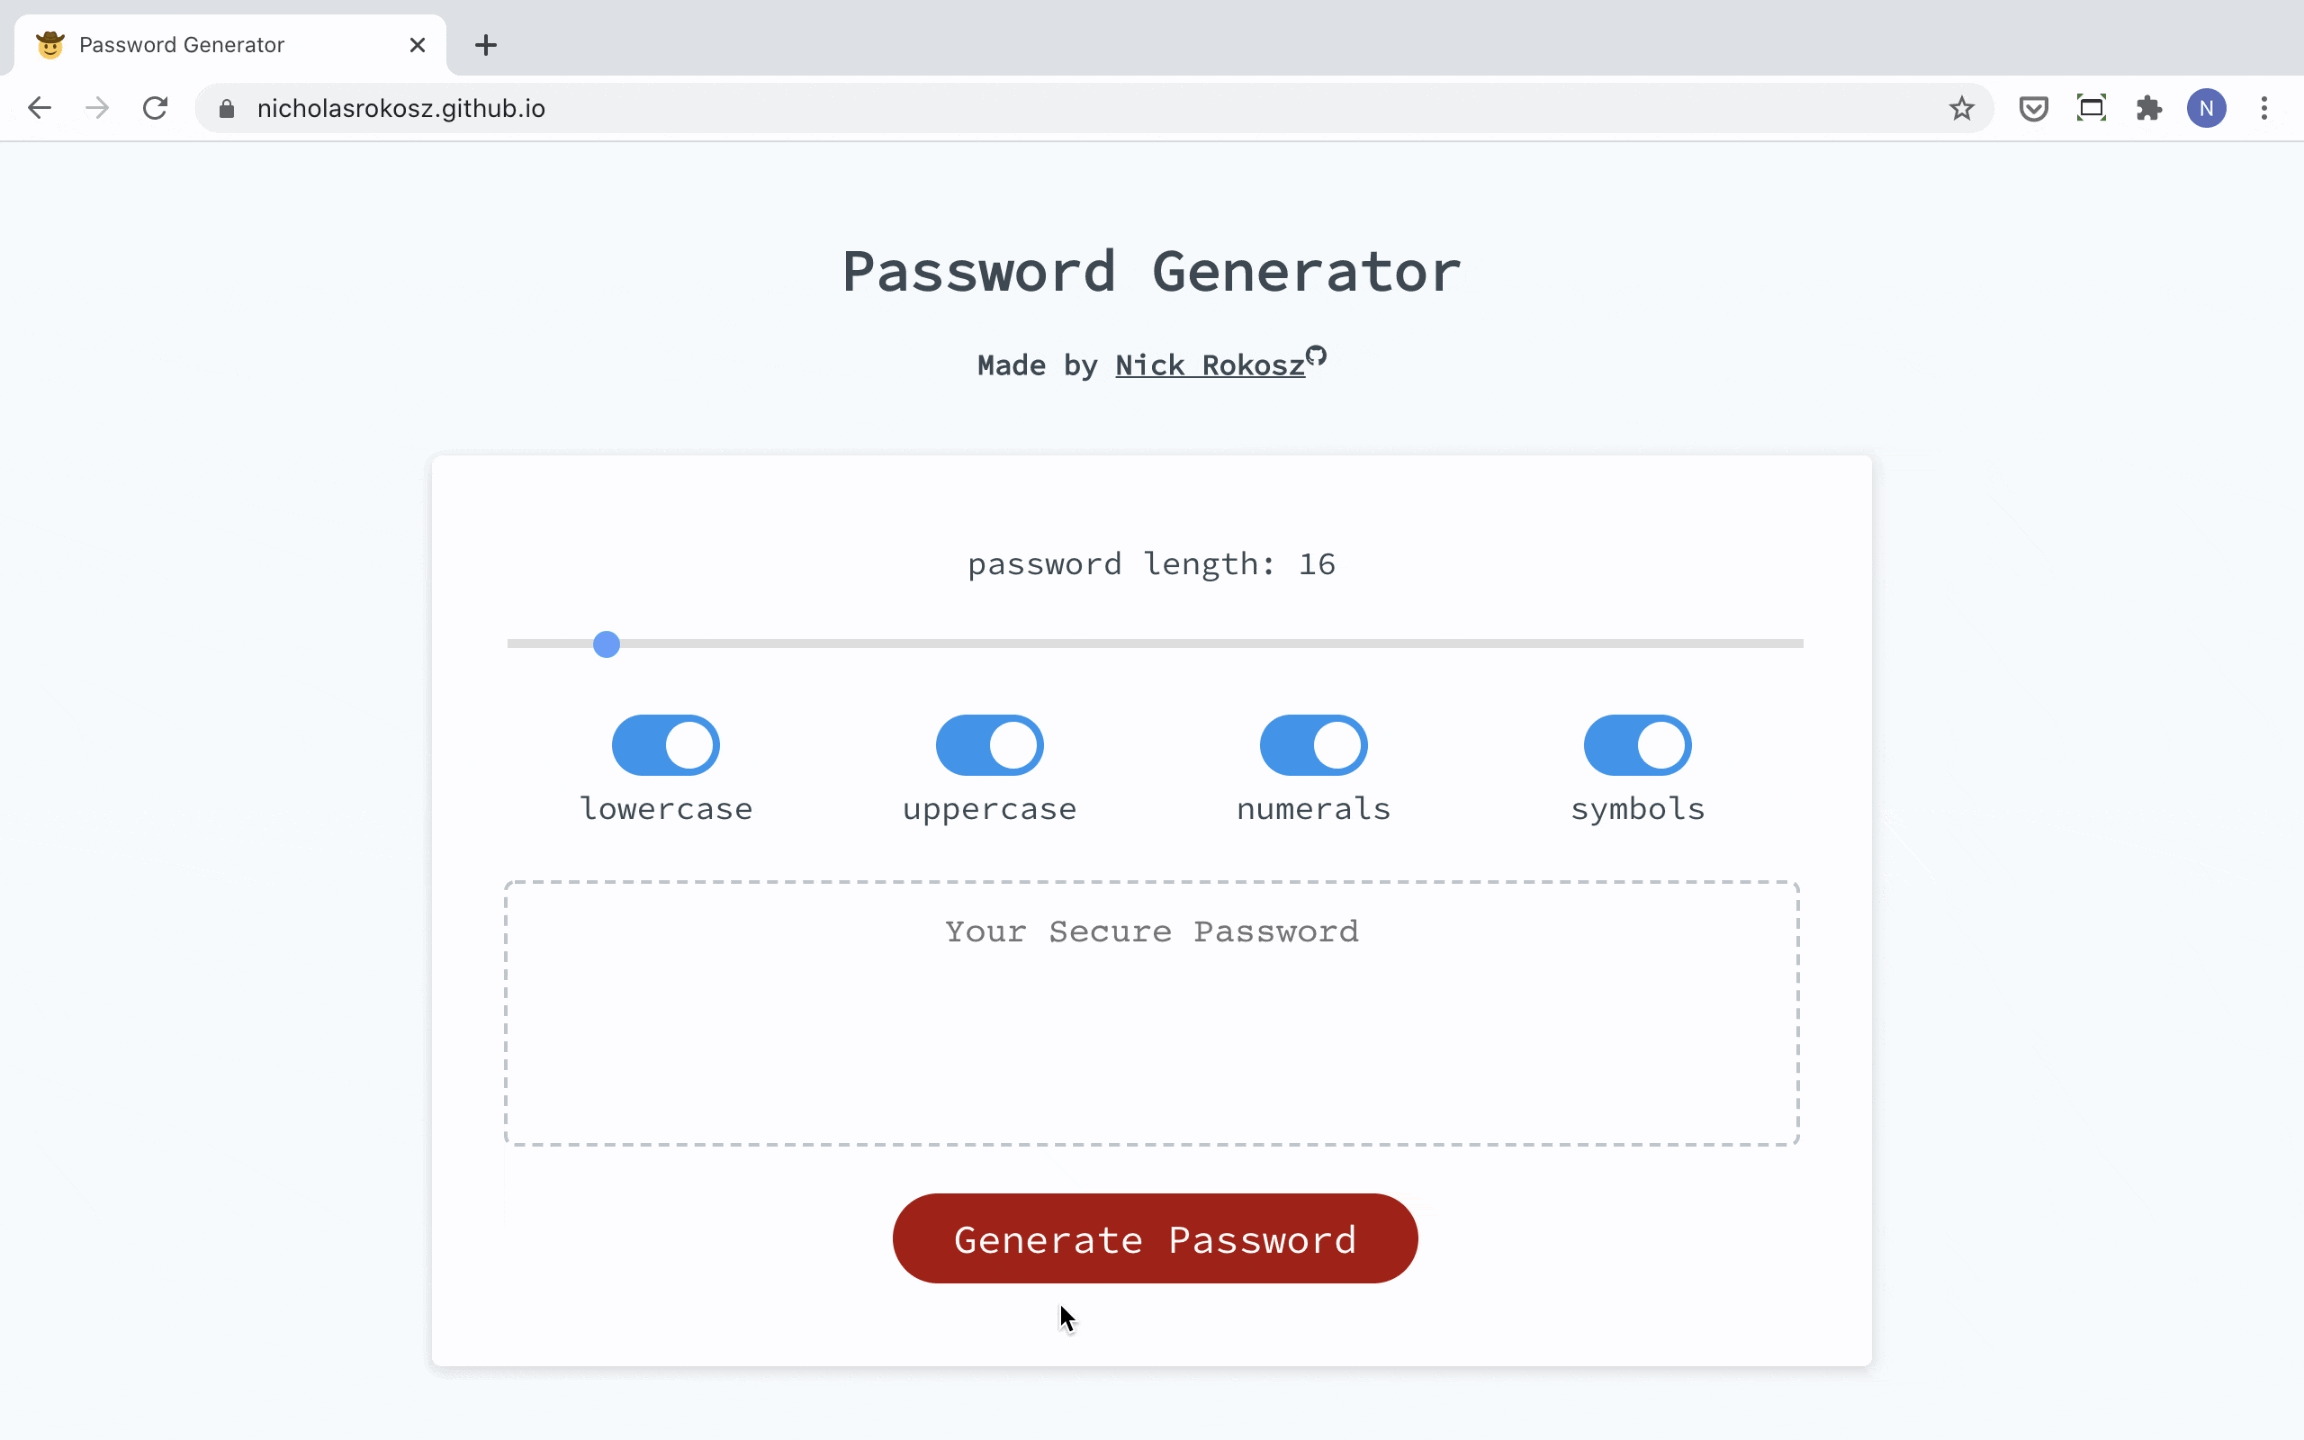 Password Generator
nicholasrokosz.github.io
N
Password Generator
Made by Nick Rokosz
password length: 16
lowercase uppercase numerals symbols
Your Secure Password
Generate Password